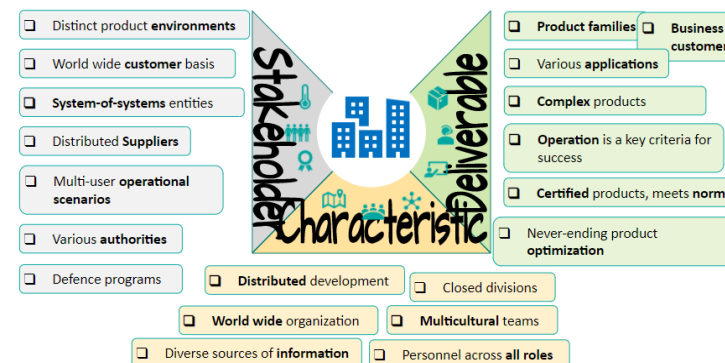 Distinct product environments
World wide customer basis
System-of-systems entities
Distributed Suppliers
Multi-user operational
scenarios
Various authorities
Defence programs
Stakeholder
Characteristic
Deliverable
Product families
Business
customer
Various applications
Complex products
Operation is a key criteria for
success
Certified products, meets norm
Never-ending product
optimization
Distributed development
Closed divisions
World wide organization
Multicultural teams
Diverse sources of information
Personnel across all roles